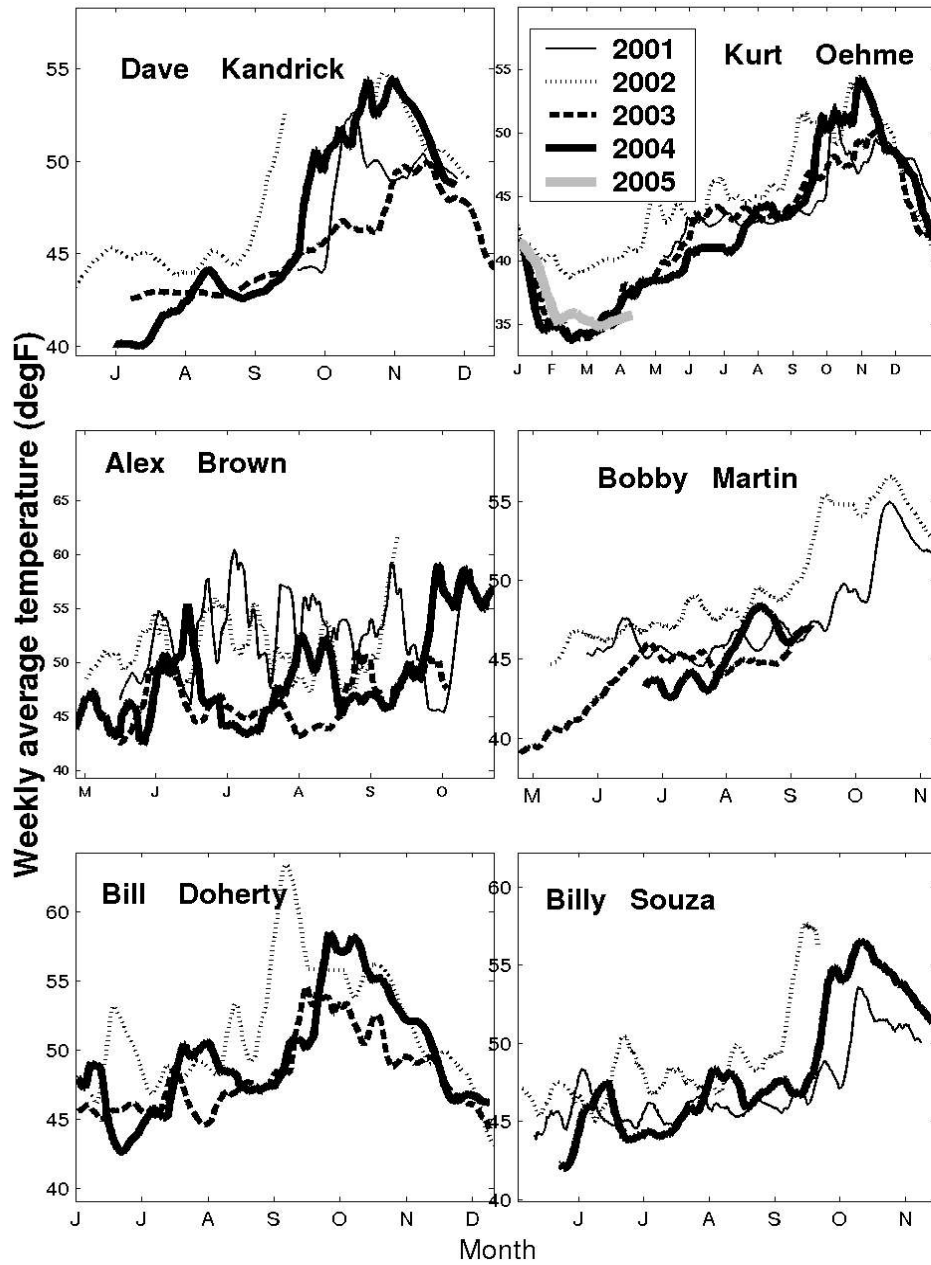 Weekly average temperature (degF)
Dave Kandrick
55
50
45
40
J A S O N D
Kurt Oehme
2001
2002
2003
2004
2005
50
45
40
35
J F M A M J J A S O N D
Alex Brown
65
60
55
50
45
40
M J J A S O
Bobby Martin
55
50
45
40
M J J A S O N
Bill Doherty
60
55
50
45
40
J J A S O N D
Billy Souza
60
55
50
45
40
J J A S O N
Month